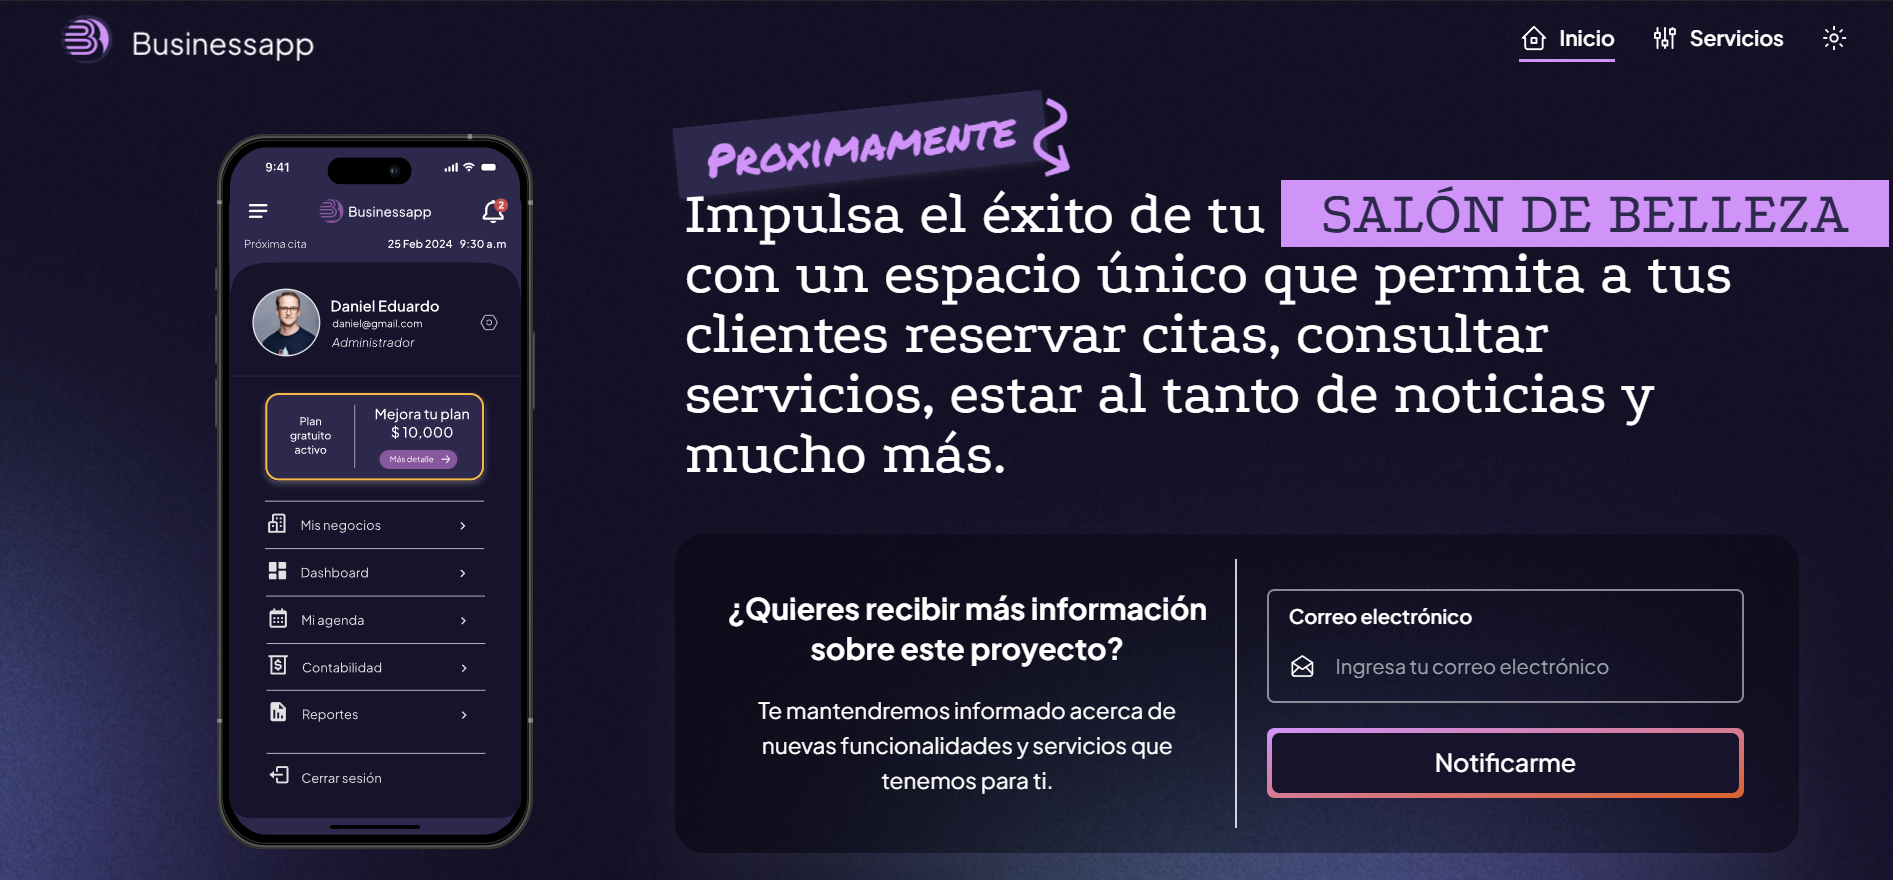 Businessapp
Inicio
Servicios
PROXIMAMENTE
Impulsa el éxito de tu SALÓN DE BELLEZA
con un espacio único que permita a tus
clientes reservar citas, consultar
servicios, estar al tanto de noticias y
mucho más.
9:41
Businessapp
2
Próxima cita 25 Feb 2024 9:30 a.m
Daniel Eduardo
daniel@gmail.com
Administrador
Plan
gratuito
activo
Mejora tu plan
$ 10,000
Más detalle
Mis negocios
Dashboard
Mi agenda
Contabilidad
Reportes
Cerrar sesión
¿Quieres recibir más información
sobre este proyecto?
Te mantendremos informado acerca de
nuevas funcionalidades y servicios que
tenemos para ti.
Correo electrónico
Ingresa tu correo electrónico
Notificarme